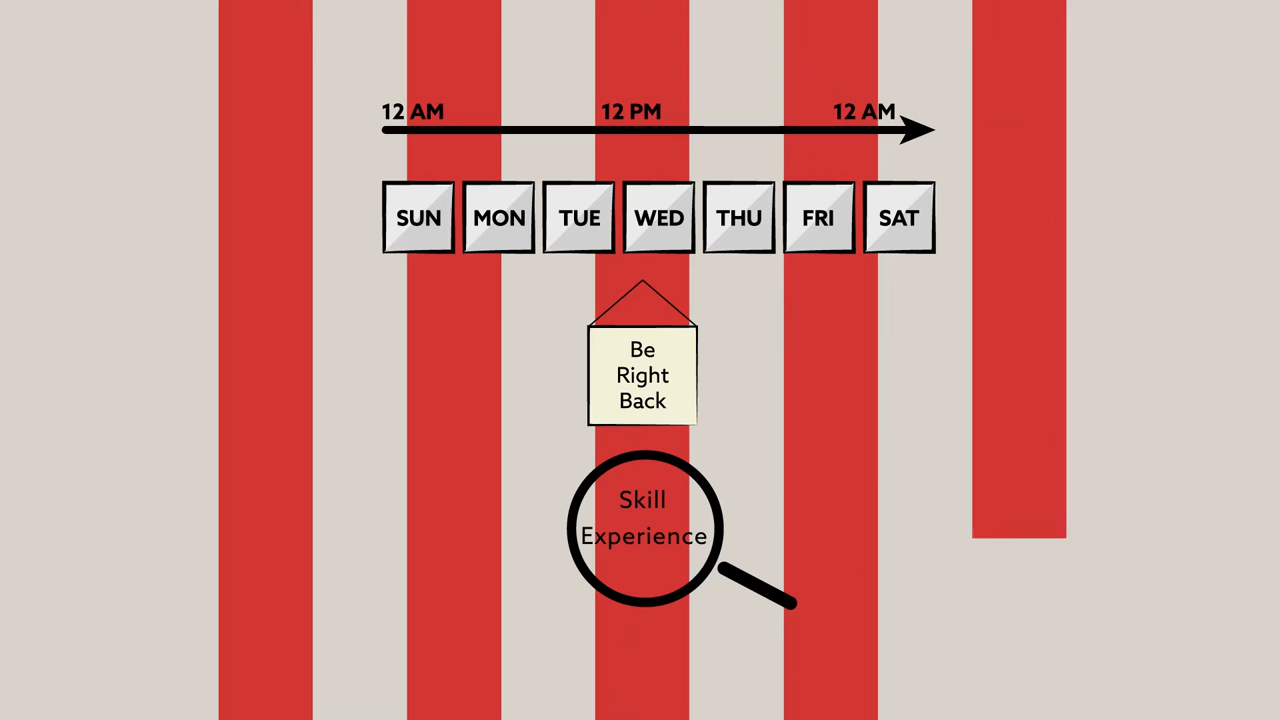 12 AM 12 PM 12 AM
SUN MON TUE WED THU FRI SAT
Be
Right
Back
Skill
Experience